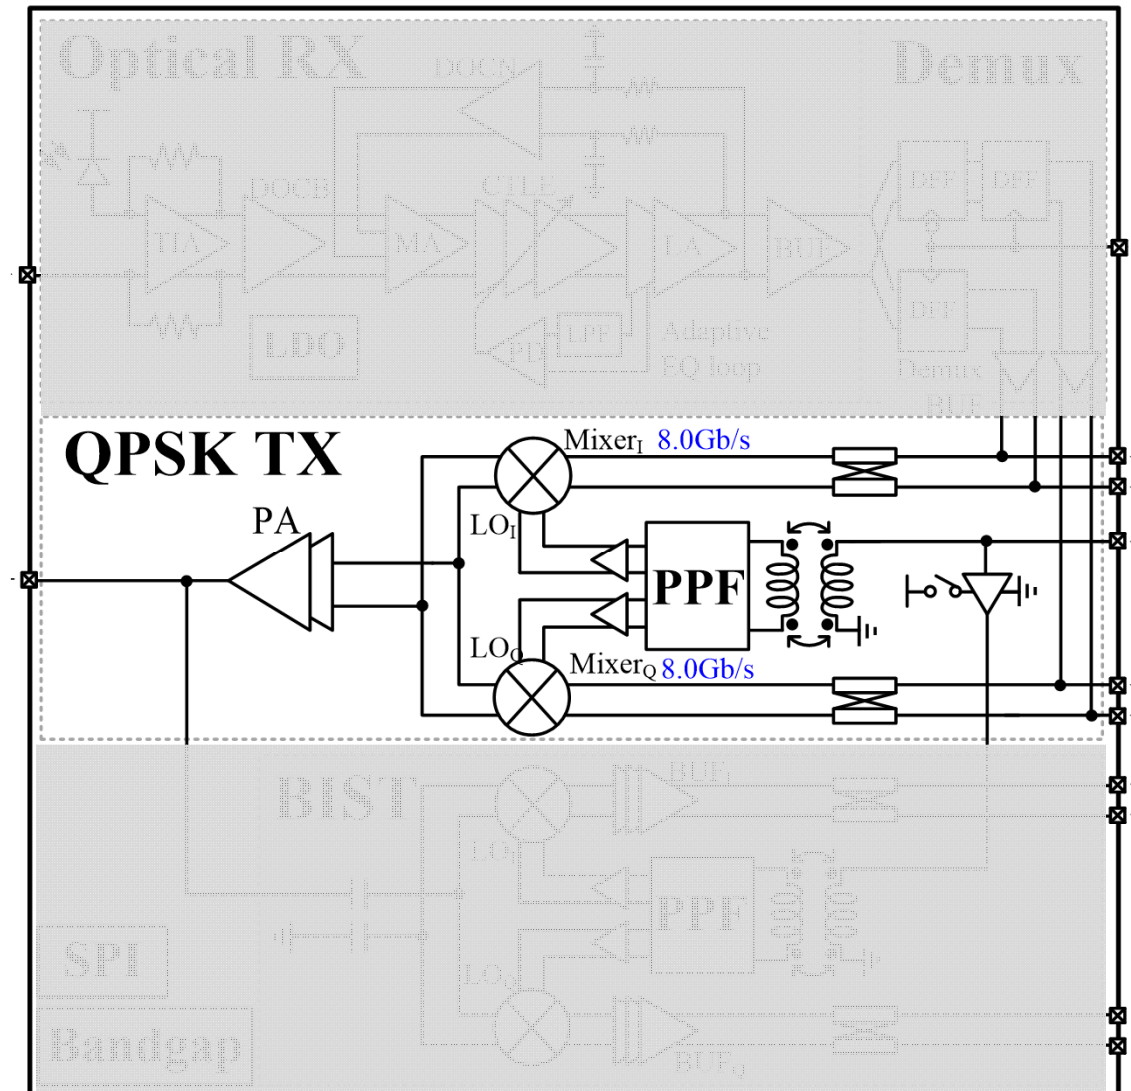 Optical RX
Demux
DOCN
DOCB
CTLE
DFF
DFF
TIA
MA
LA
BUF
DFF
LDO
PD
LPF
Adaptive
EQ loop
Demux
BUF
QPSK TX
Mixer_I 8.0Gb/s
PA
LO_I
PPF
LO_Q
Mixer_Q 8.0Gb/s
BIST
BUF_I
LO_I
PPF
SPI
LO_Q
Bandgap
BUF_Q